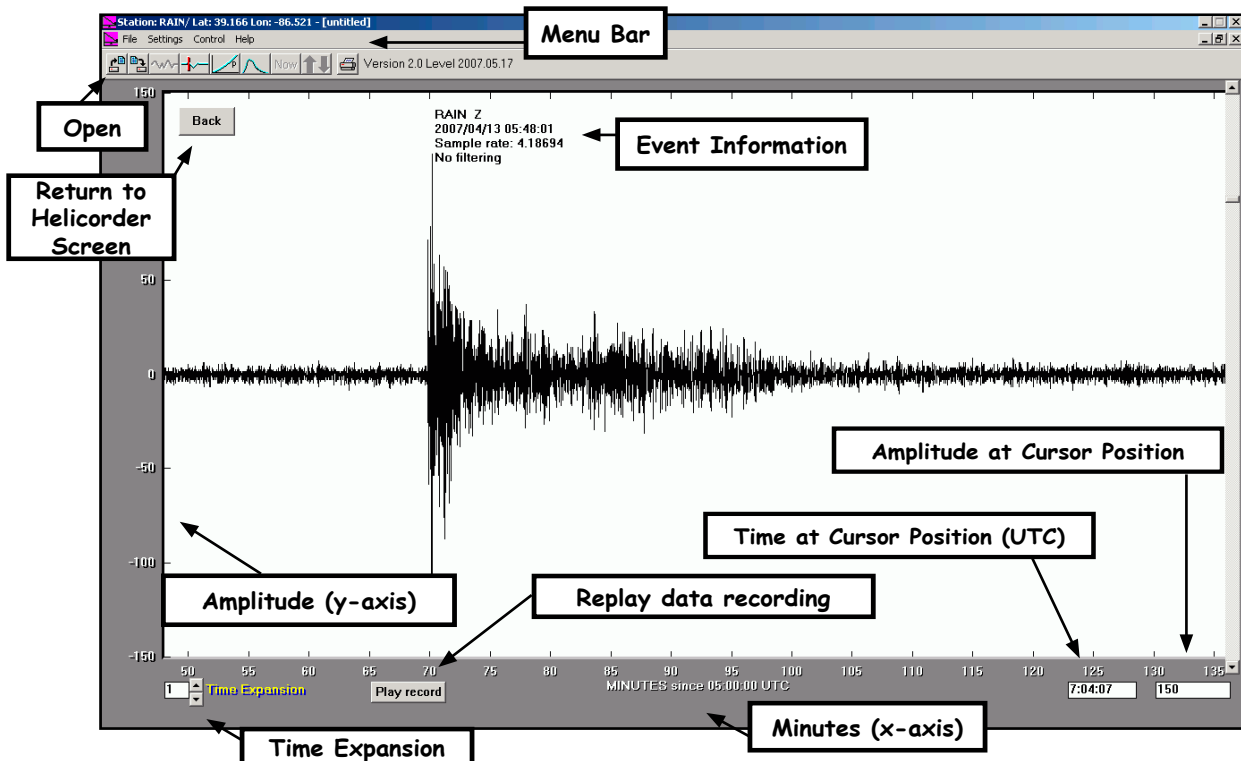 Station: RAIN/ Lat: 39.166 Lon: -86.521 - [untitled]
File Settings Control Help
Menu Bar
Now
Version 2.0 Level 2007.05.17
150
Open
Back
RAIN Z
2007/04/13 05:48:01
Sample rate: 4.18694
No filtering
Event Information
Return to
Helicorder
Screen
50
0
-50
Amplitude at Cursor Position
Time at Cursor Position (UTC)
-100
Amplitude (y-axis)
Replay data recording
-150
50 55 60 65 70 75 80 85 90 95 100 105 110 115 120 125 130 135
1
Time Expansion
Play record
MINUTES since 05:00:00 UTC
7:04:07
150
Minutes (x-axis)
Time Expansion